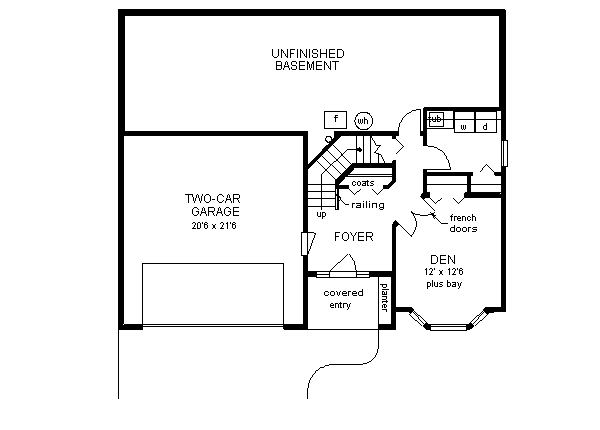 UNFINISHED
BASEMENT
f
wh
tub
w
d
coats
railing
up
TWO-CAR
GARAGE
20'6 x 21'6
FOYER
french
doors
DEN
12' x 12'6
plus bay
covered
entry
planter